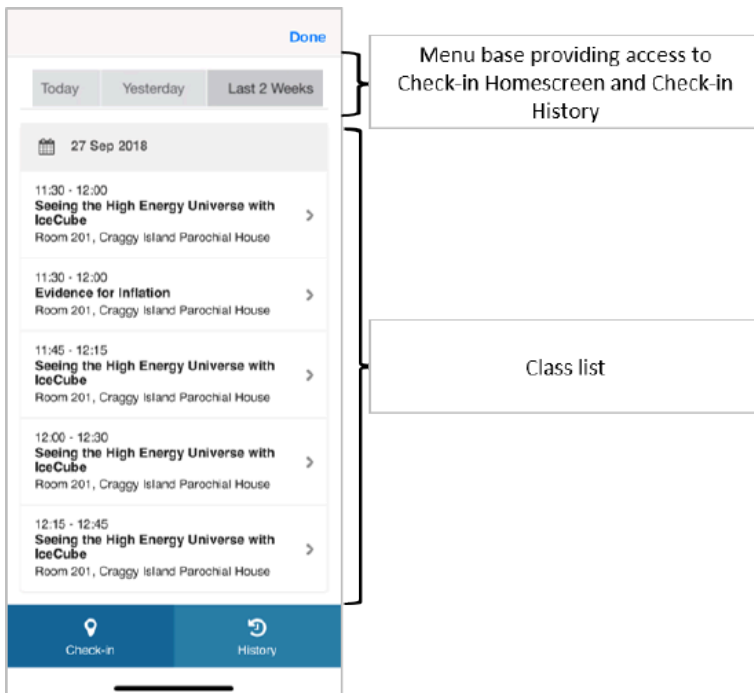 Done
Today Yesterday Last 2 Weeks
Menu base providing access to
Check-in Homescreen and Check-in
History
27 Sep 2018
11:30 - 12:00
Seeing the High Energy Universe with
IceCube
Room 201, Craggy Island Parochial House
11:30 - 12:00
Evidence for Inflation
Room 201, Craggy Island Parochial House
11:45 - 12:15
Seeing the High Energy Universe with
IceCube
Room 201, Craggy Island Parochial House
Class list
12:00 - 12:30
Seeing the High Energy Universe with
IceCube
Room 201, Craggy Island Parochial House
12:15 - 12:45
Seeing the High Energy Universe with
IceCube
Room 201, Craggy Island Parochial House
Check-in History